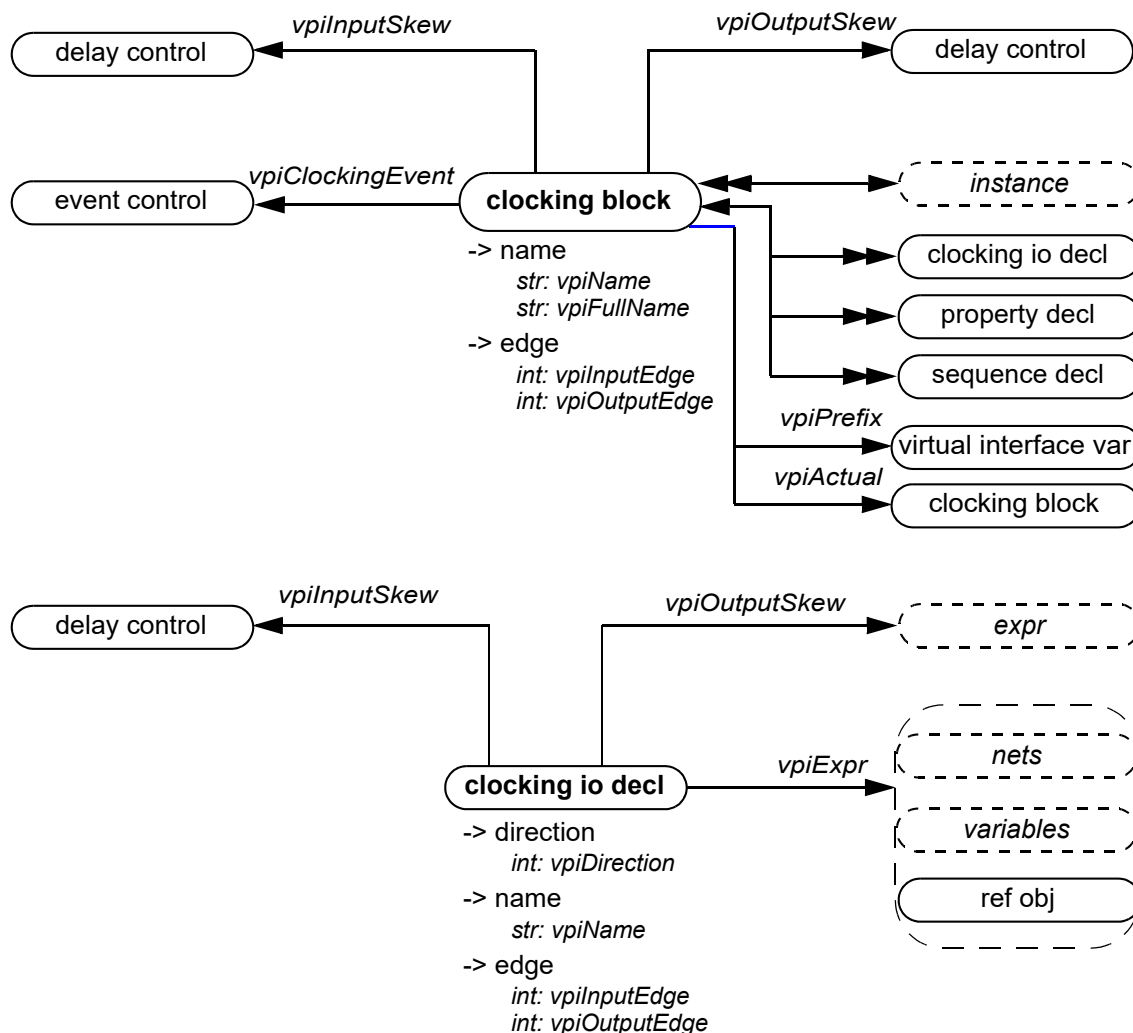 vpiInputSkew
vpiOutputSkew
delay control
delay control
vpiClockingEvent
event control
clocking block
instance
-> name
str: vpiName
str: vpiFullName
-> edge
int: vpiInputEdge
int: vpiOutputEdge
clocking io decl
property decl
sequence decl
vpiPrefix
virtual interface var
vpiActual
clocking block
vpiInputSkew
vpiOutputSkew
delay control
expr
clocking io decl
vpiExpr
nets
variables
ref obj
-> direction
int: vpiDirection
-> name
str: vpiName
-> edge
int: vpiInputEdge
int: vpiOutputEdge